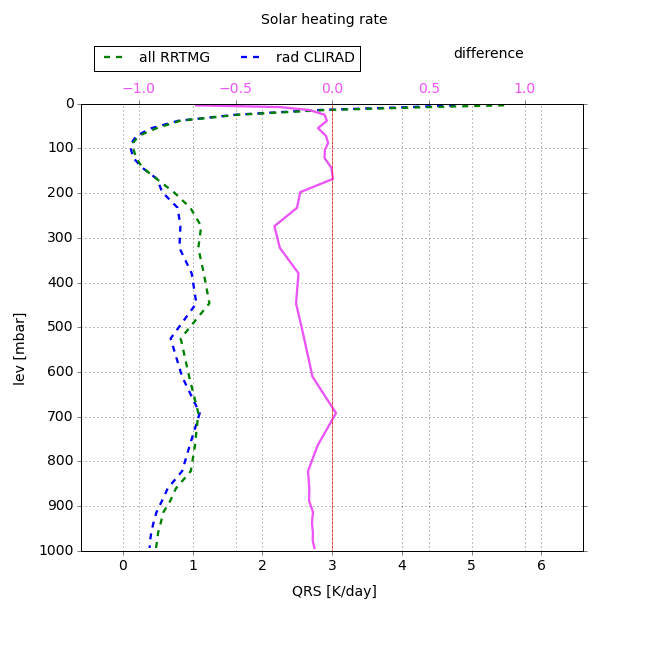 Solar heating rate
all RRTMG rad CLIRAD difference
−1.0 −0.5 0.0 0.5 1.0
0
100
200
300
400
500
600
700
800
900
1000
lev [mbar]
0 1 2 3 4 5 6
QRS [K/day]